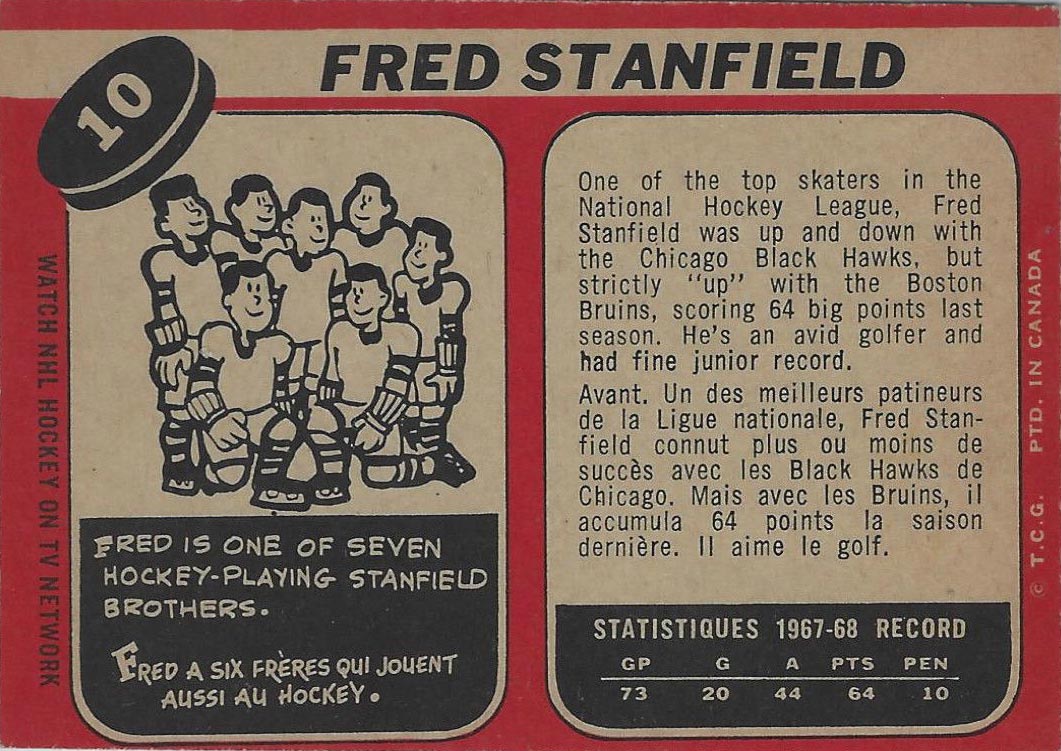 10
FRED STANFIELD
WATCH NHL HOCKEY ON TV NETWORK
FRED IS ONE OF SEVEN
HOCKEY-PLAYING STANFIELD
BROTHERS.
FRED A SIX FRÈRES QUI JOUENT
AUSSI AU HOCKEY.
One of the top skaters in the
National Hockey League, Fred
Stanfield was up and down with
the Chicago Black Hawks, but
strictly "up" with the Boston
Bruins, scoring 64 big points last
season. He's an avid golfer and
had fine junior record.
Avant. Un des meilleurs patineurs
de la Ligue nationale, Fred Stan-
field connut plus ou moins de
succès avec les Black Hawks de
Chicago. Mais avec les Bruins, il
accumula 64 points la saison
dernière. Il aime le golf.
STATISTIQUES 1967-68 RECORD
GP G A PTS PEN
73 20 44 64 10
© T.C.G. PTD. IN CANADA